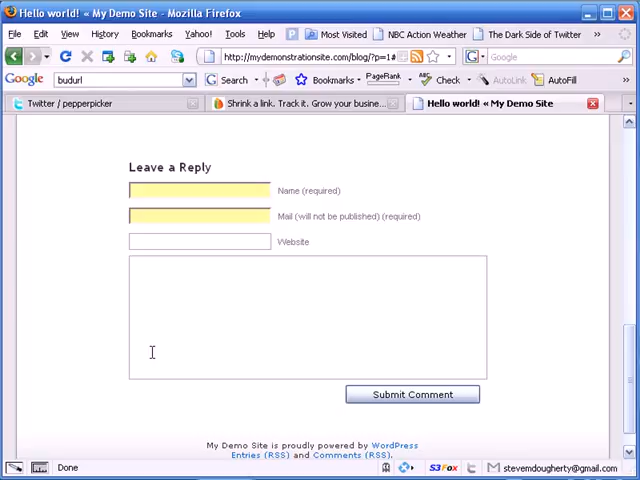 Hello world! « My Demo Site - Mozilla Firefox
File Edit View History Bookmarks Yahoo! Tools Help P Most Visited NBC Action Weather The Dark Side of Twitter »
http://mydemonstrationsite.com/blog/?p=1# G Google
Google budurl Search Bookmarks PageRank Check AutoLink AutoFill
Twitter / pepperpicker Shrink a link. Track it. Grow your busine... Hello world! « My Demo Site
Leave a Reply
Name (required)
Mail (will not be published) (required)
Website
Submit Comment
My Demo Site is proudly powered by WordPress
Entries (RSS) and Comments (RSS).
Done S3Fox stevemdougherty@gmail.com